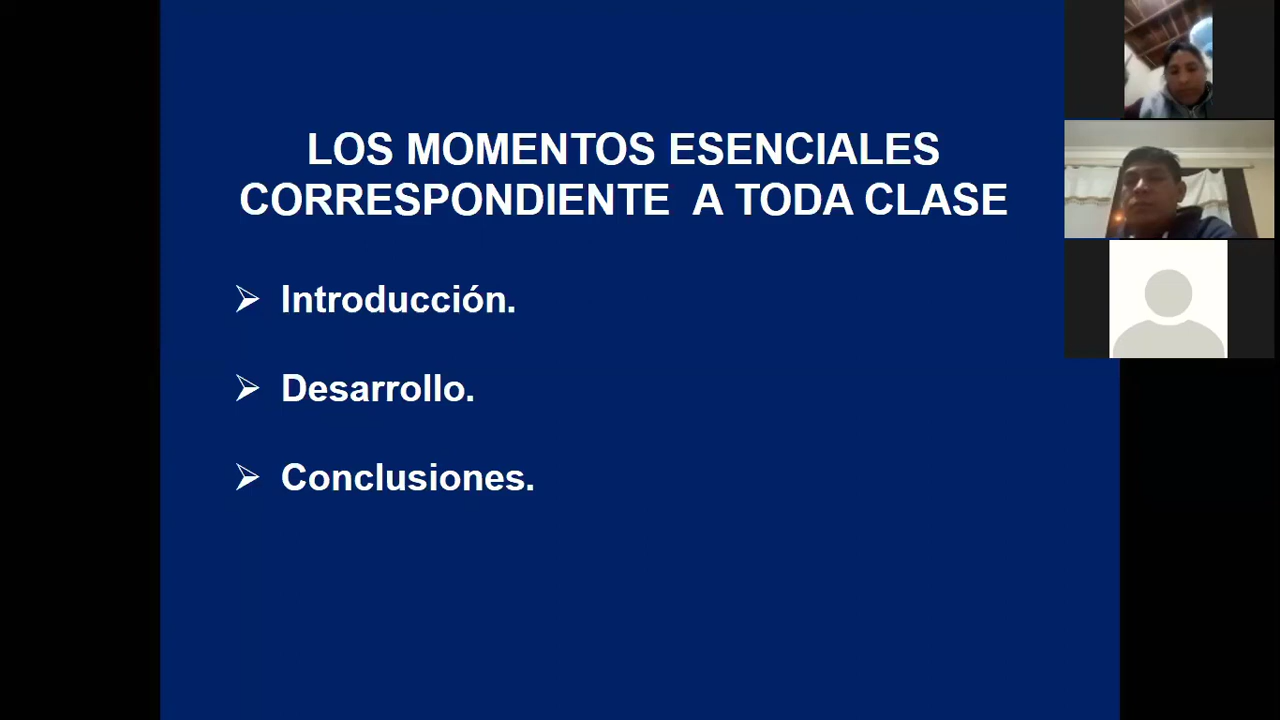 LOS MOMENTOS ESENCIALES
CORRESPONDIENTE A TODA CLASE
Introducción.
Desarrollo.
Conclusiones.